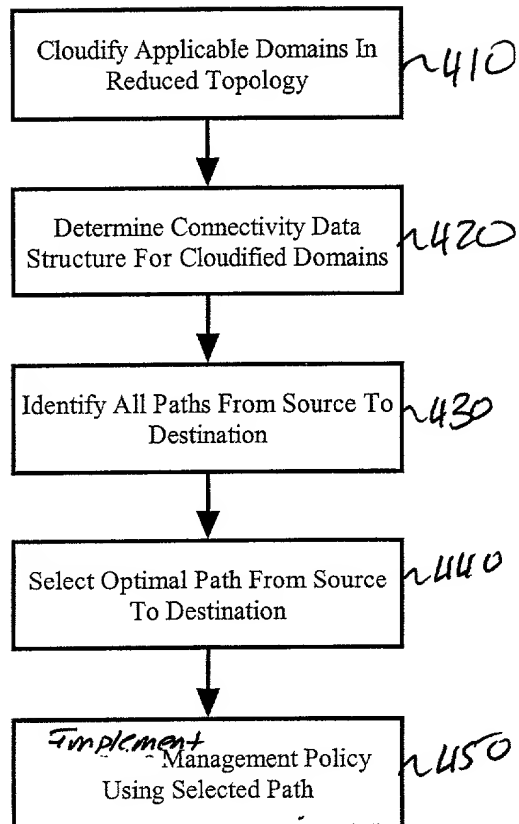 Cloudify Applicable Domains In
Reduced Topology
410
Determine Connectivity Data
Structure For Cloudified Domains
420
Identify All Paths From Source To
Destination
430
Select Optimal Path From Source
To Destination
440
Implement
Management Policy
Using Selected Path
450